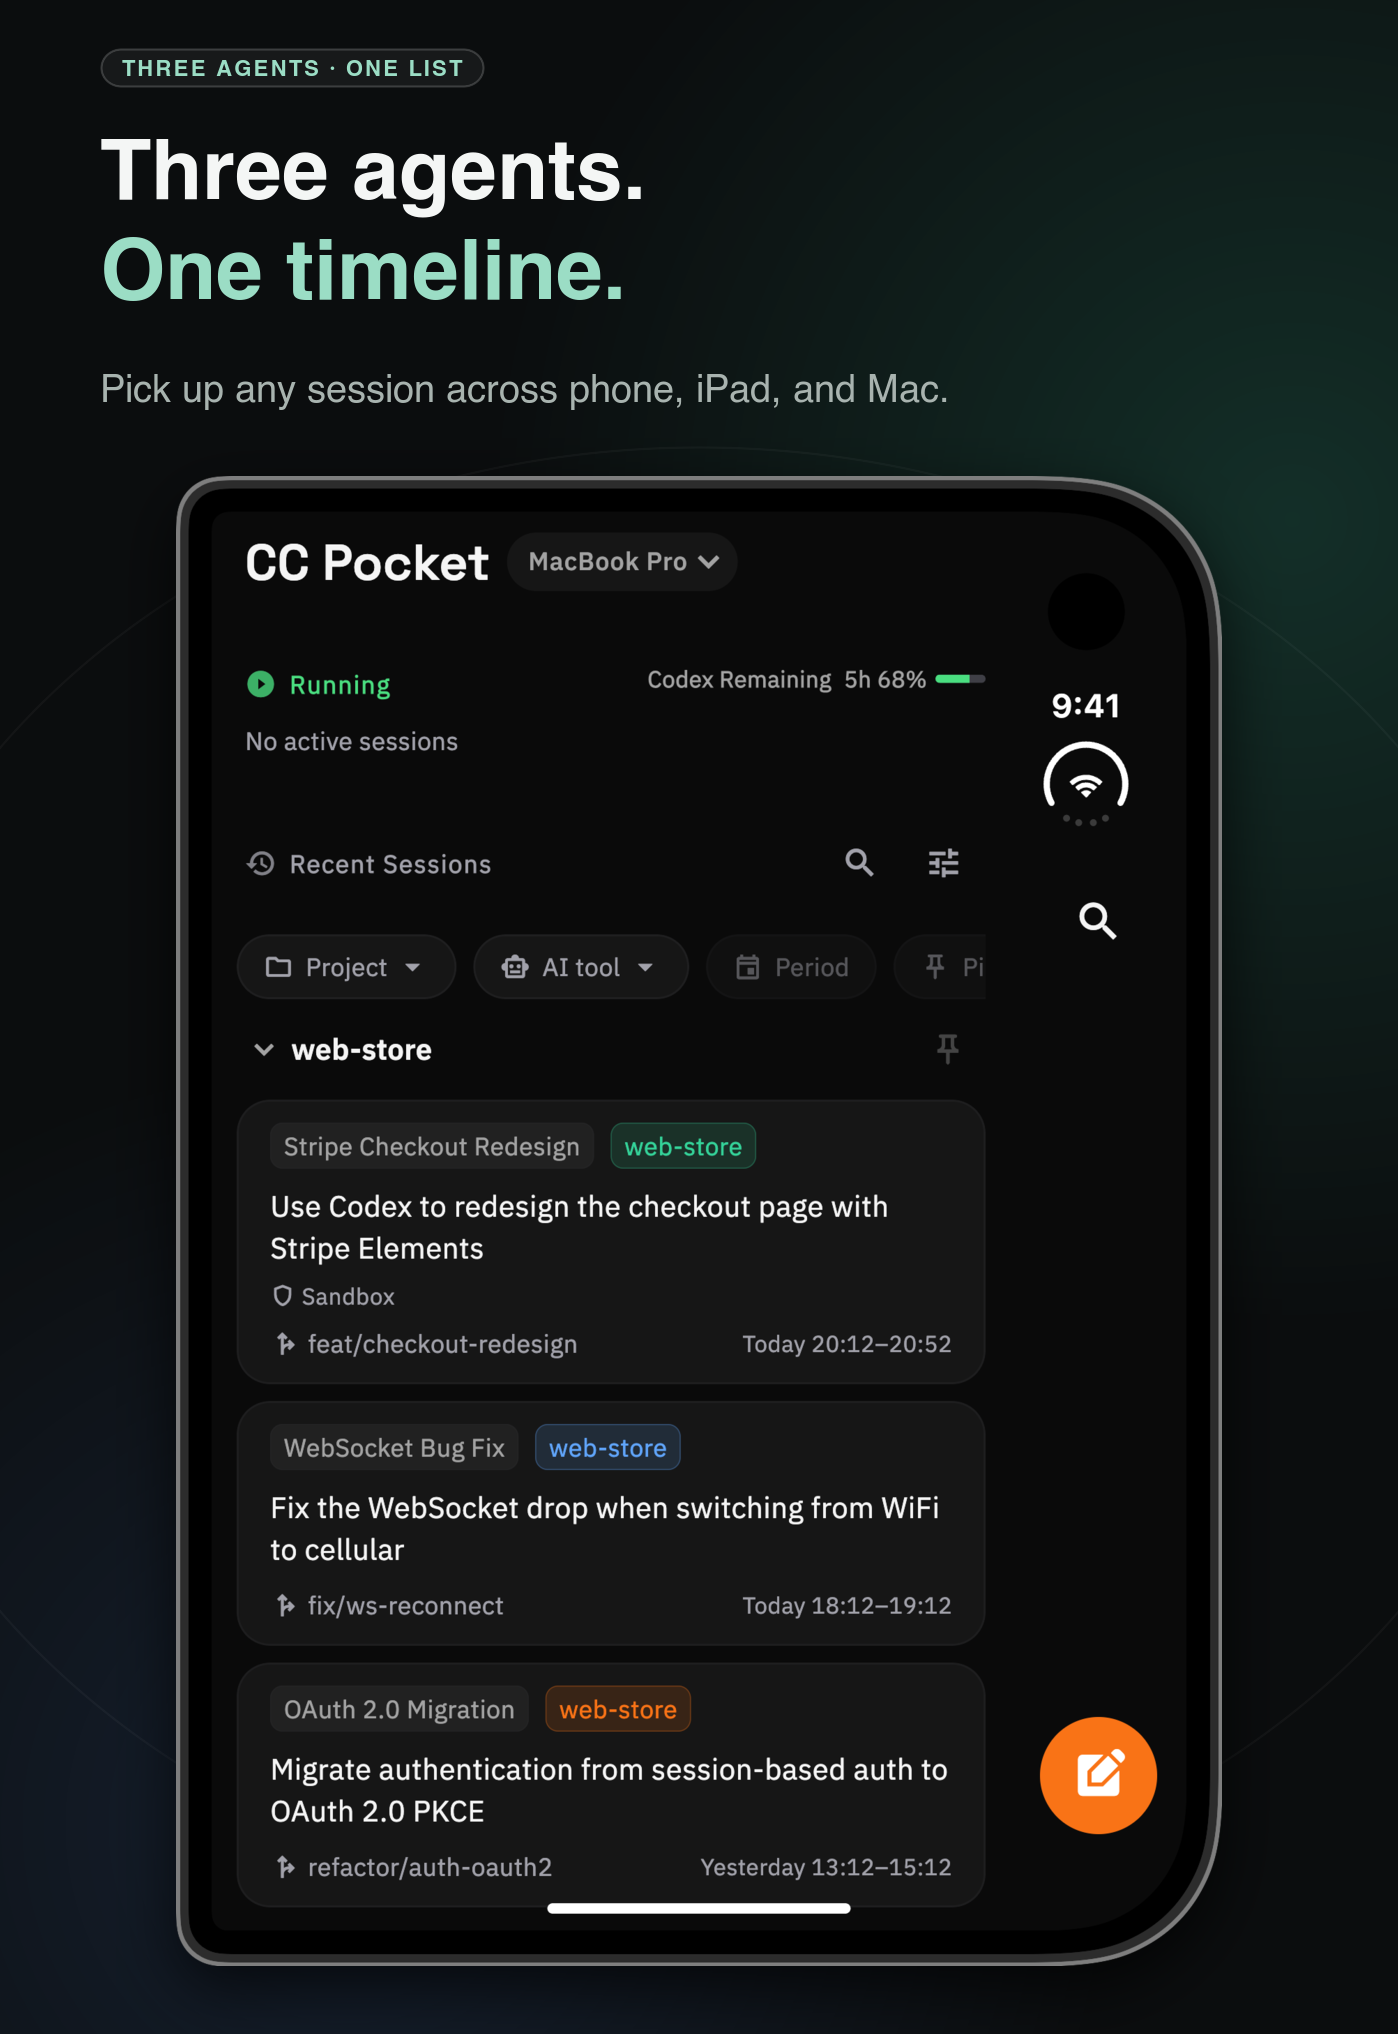 THREE AGENTS · ONE LIST
Three agents.
One timeline.
Pick up any session across phone, iPad, and Mac.
CC Pocket
MacBook Pro
Running
Codex Remaining 5h 68%
No active sessions
9:41
Recent Sessions
Project
AI tool
Period
Pi
web-store
Stripe Checkout Redesign
web-store
Use Codex to redesign the checkout page with
Stripe Elements
Sandbox
feat/checkout-redesign
Today 20:12–20:52
WebSocket Bug Fix
web-store
Fix the WebSocket drop when switching from WiFi
to cellular
fix/ws-reconnect
Today 18:12–19:12
OAuth 2.0 Migration
web-store
Migrate authentication from session-based auth to
OAuth 2.0 PKCE
refactor/auth-oauth2
Yesterday 13:12–15:12